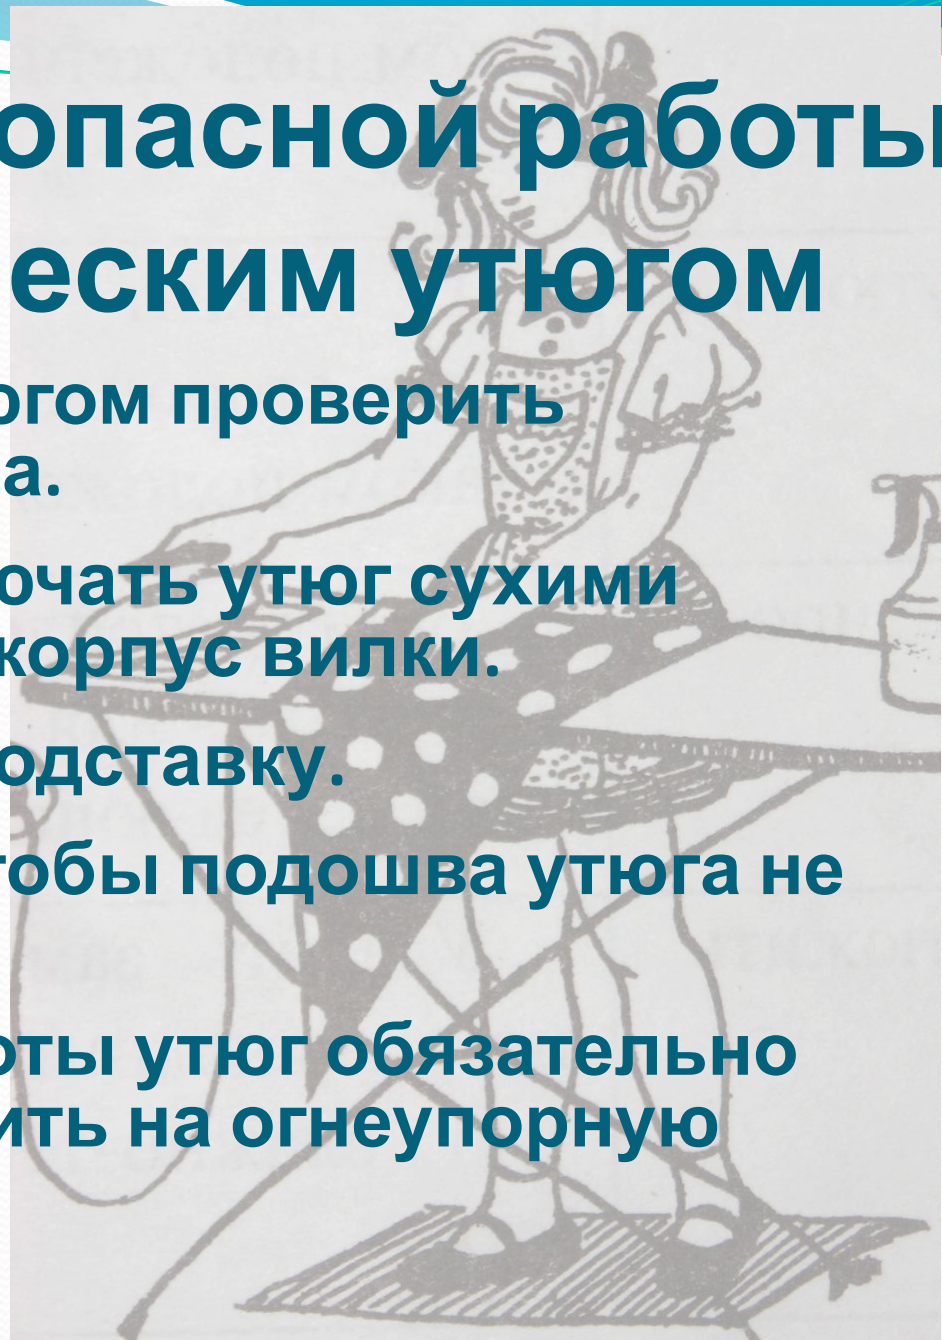 опасной работы
еским утюгом
огом проверить
а.
ючать утюг сухими
корпус вилки.
одставку.
тобы подошва утюга не
оты утюг обязательно
ить на огнеупорную